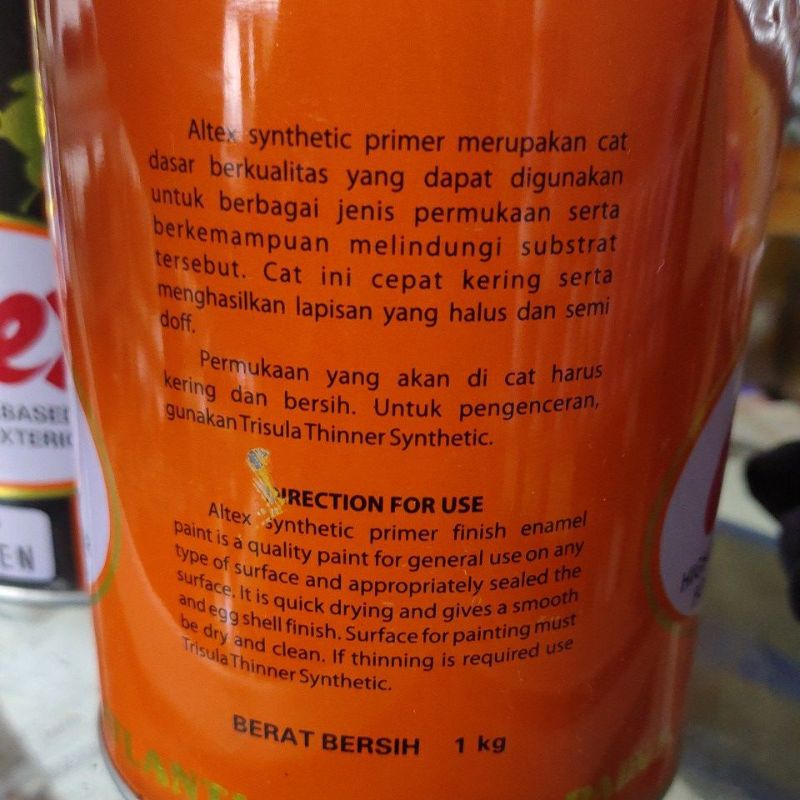 Altex synthetic primer merupakan cat
dasar berkualitas yang dapat digunakan
untuk berbagai jenis permukaan serta
berkemampuan melindungi substrat
tersebut. Cat ini cepat kering serta
menghasilkan lapisan yang halus dan semi
doff.
Permukaan yang akan di cat harus
kering dan bersih. Untuk pengenceran,
gunakan Trisula Thinner Synthetic.
DIRECTION FOR USE
Altex synthetic primer finish enamel
paint is a quality paint for general use on any
type of surface and appropriately sealed the
surface. It is quick drying and gives a smooth
and egg shell finish. Surface for painting must
be dry and clean. If thinning is required use
Trisula Thinner Synthetic.
BERAT BERSIH 1 kg
BASED